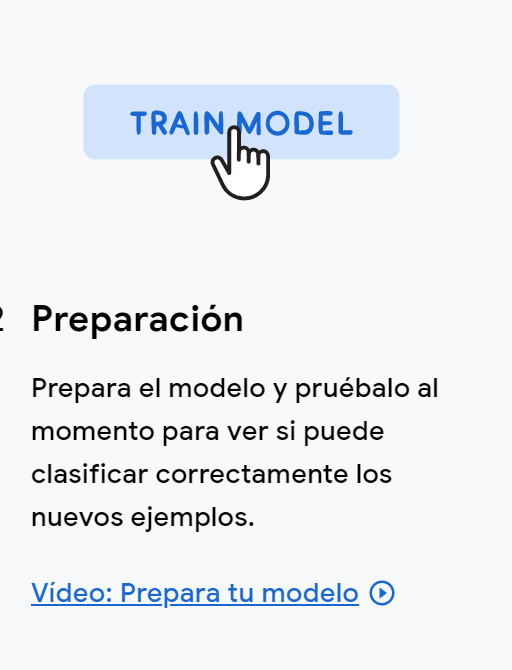 TRAIN MODEL
2 Preparación
Prepara el modelo y pruébalo al
momento para ver si puede
clasificar correctamente los
nuevos ejemplos.
Vídeo: Prepara tu modelo